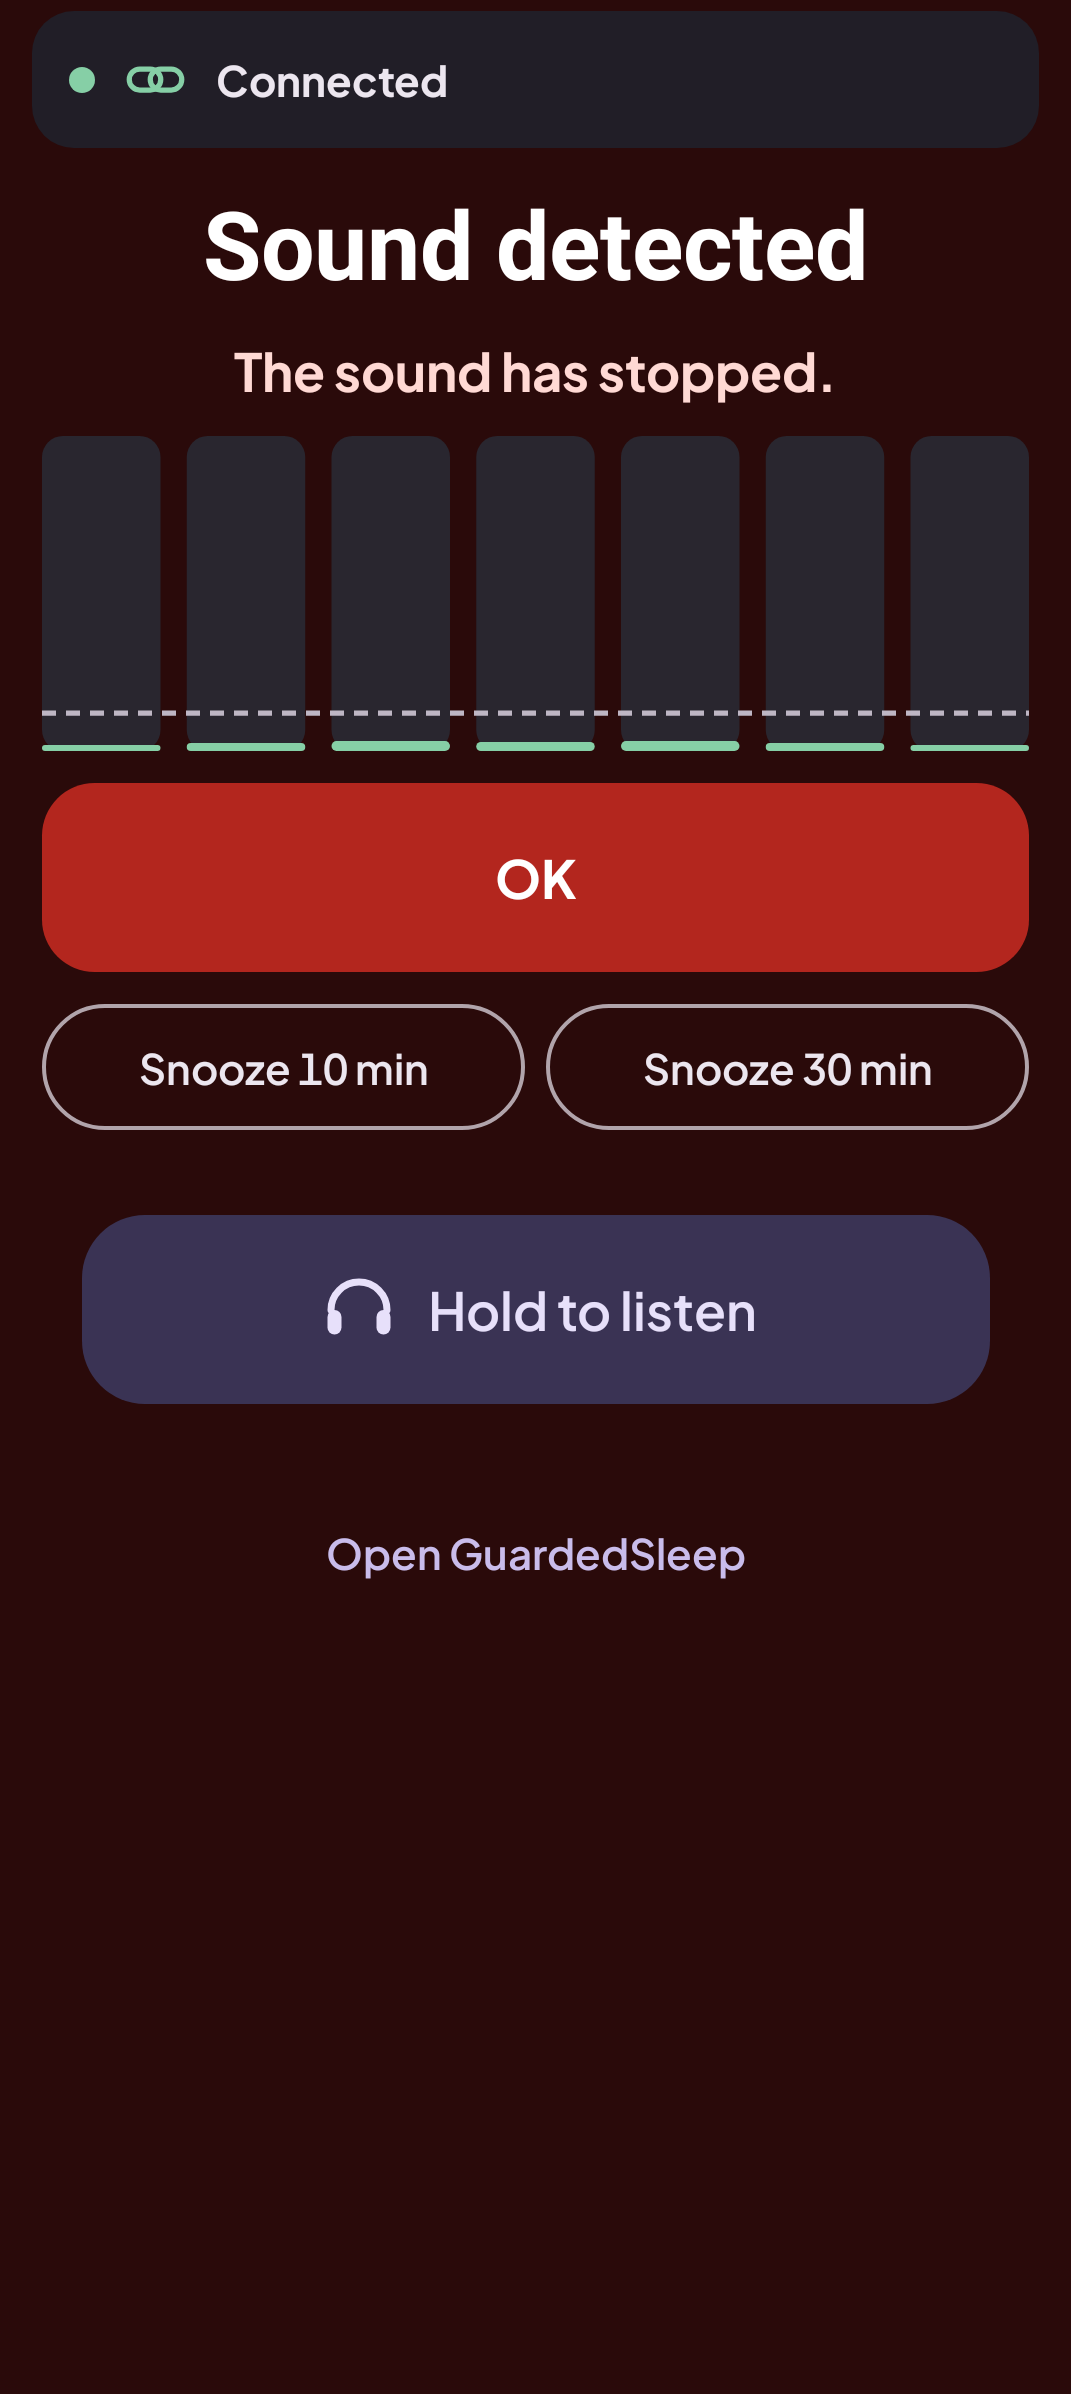 Connected
Sound detected
The sound has stopped.
OK
Snooze 10 min
Snooze 30 min
Hold to listen
Open GuardedSleep